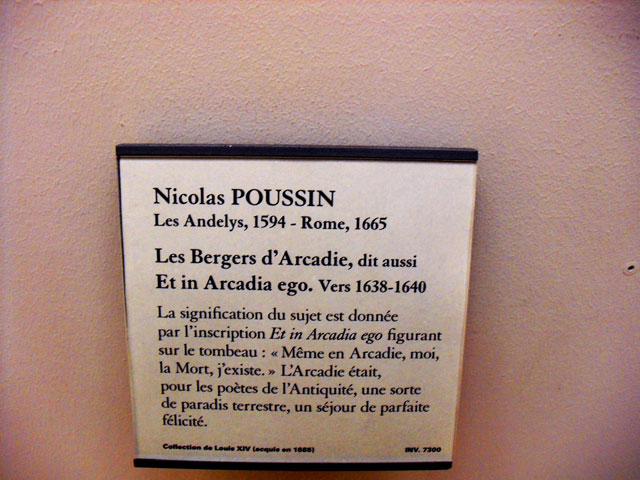 Nicolas POUSSIN
Les Andelys, 1594 - Rome, 1665
Les Bergers d'Arcadie, dit aussi
Et in Arcadia ego. Vers 1638-1640
La signification du sujet est donnée
par l'inscription Et in Arcadia ego figurant
sur le tombeau : « Même en Arcadie, moi,
la Mort, j'existe. » L'Arcadie était,
pour les poètes de l'Antiquité, une sorte
de paradis terrestre, un séjour de parfaite
félicité.
Collection de Louis XIV (acquis en 1685)
INV. 7300